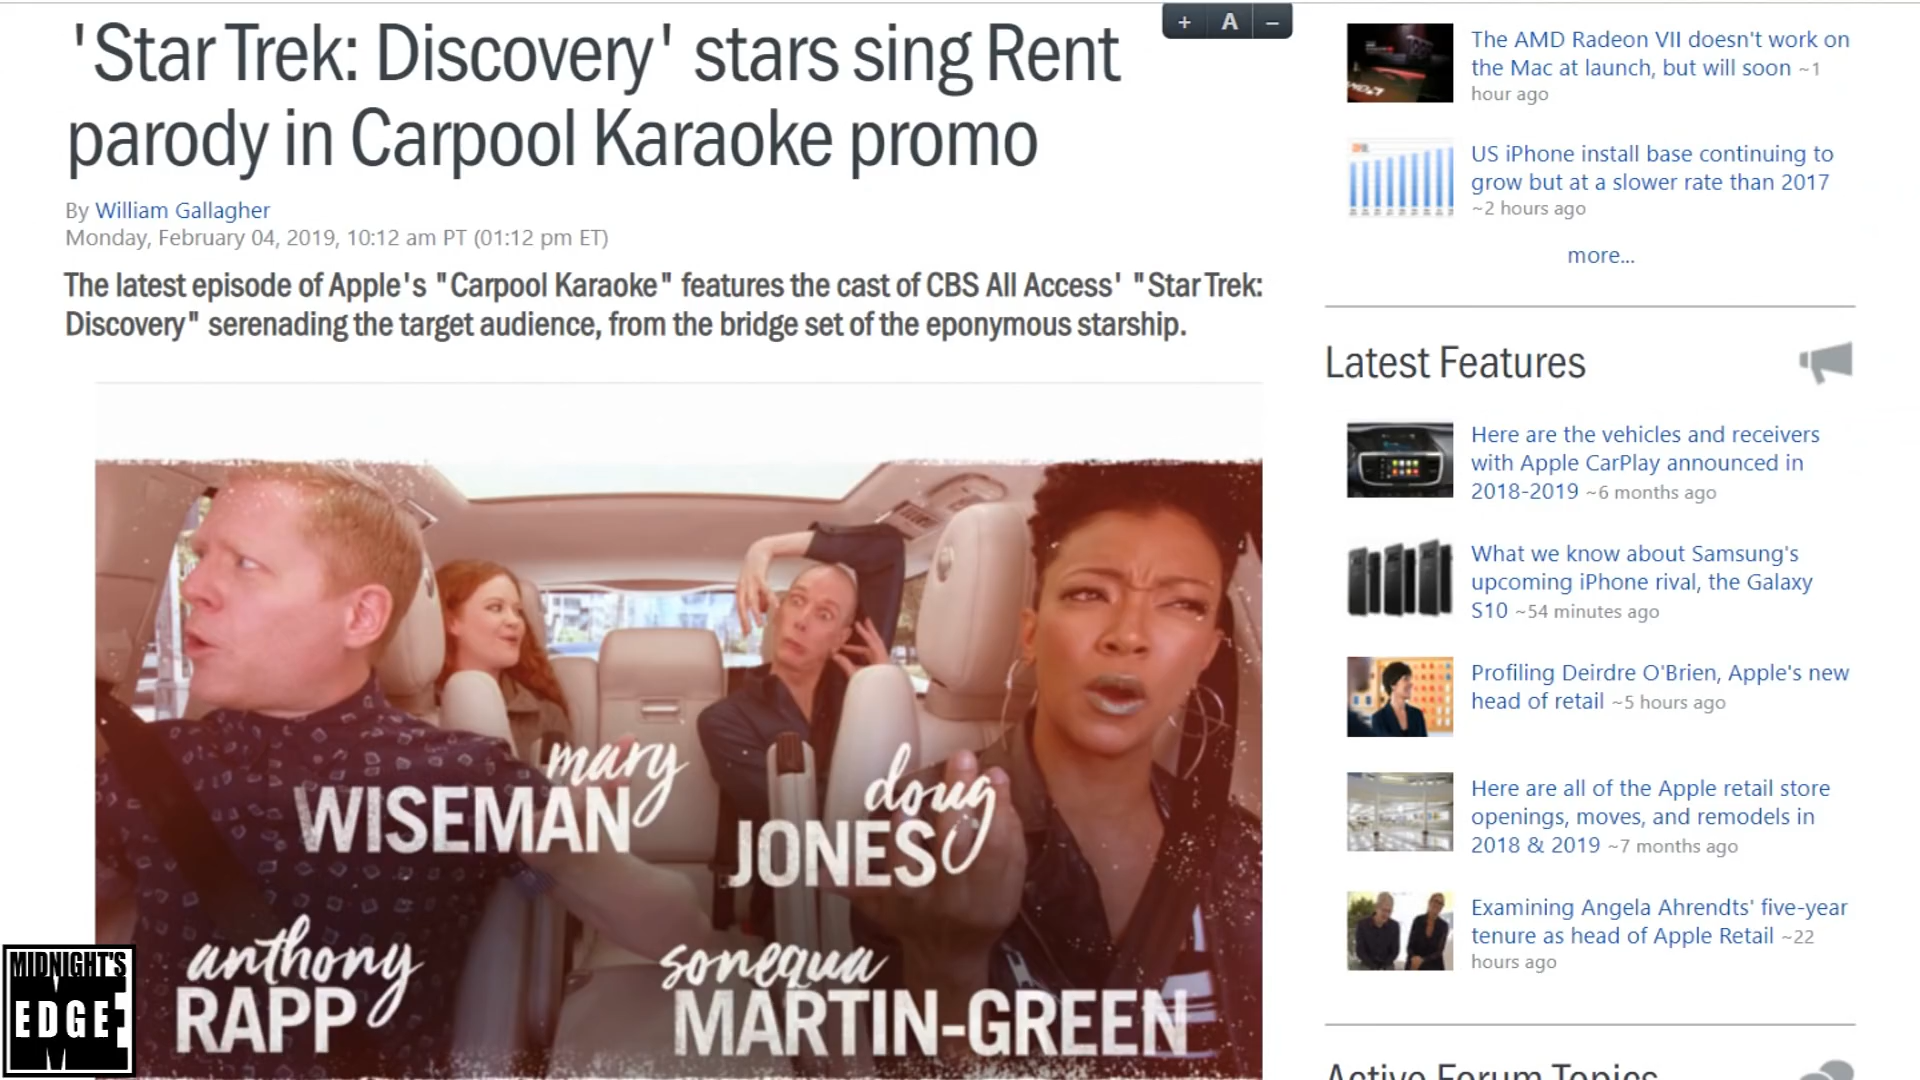 'Star Trek: Discovery' stars sing Rent
parody in Carpool Karaoke promo
By William Gallagher
Monday, February 04, 2019, 10:12 am PT (01:12 pm ET)
The latest episode of Apple's "Carpool Karaoke" features the cast of CBS All Access' "Star Trek:
Discovery" serenading the target audience, from the bridge set of the eponymous starship.
+ A −
mary
WISEMAN
doug
JONES
anthony
RAPP
sonequa
MARTIN-GREEN
MIDNIGHT'S
EDGE
The AMD Radeon VII doesn't work on
the Mac at launch, but will soon ~1
hour ago
US iPhone install base continuing to
grow but at a slower rate than 2017
~2 hours ago
more...
Latest Features
Here are the vehicles and receivers
with Apple CarPlay announced in
2018-2019 ~6 months ago
What we know about Samsung's
upcoming iPhone rival, the Galaxy
S10 ~54 minutes ago
Profiling Deirdre O'Brien, Apple's new
head of retail ~5 hours ago
Here are all of the Apple retail store
openings, moves, and remodels in
2018 & 2019 ~7 months ago
Examining Angela Ahrendts' five-year
tenure as head of Apple Retail ~22
hours ago
Active Forum Topics